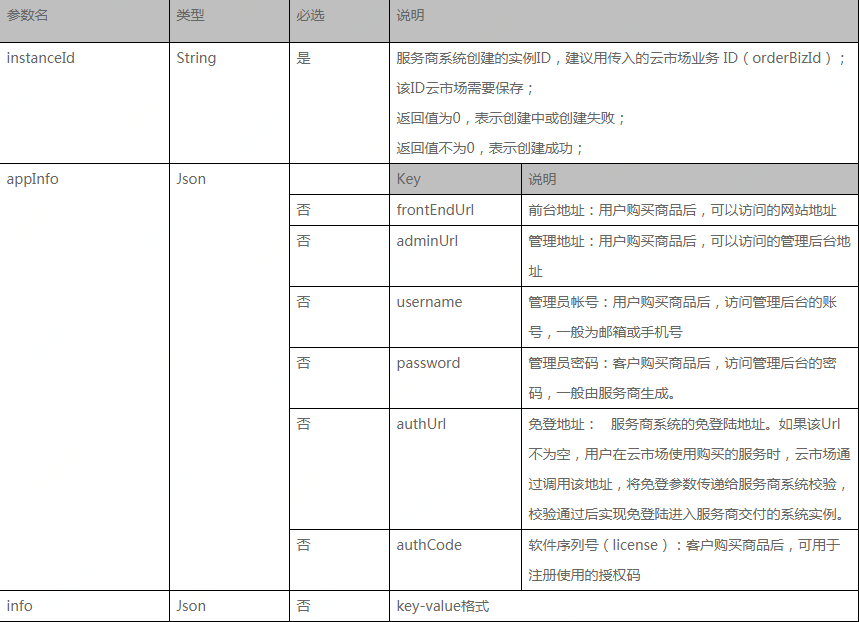 参数名 类型 必选 说明
instanceId String 是 服务商系统创建的实例ID，建议用传入的云市场业务 ID（orderBizId）；
该ID云市场需要保存；
返回值为0，表示创建中或创建失败；
返回值不为0，表示创建成功；
appInfo Json Key 说明
否 frontEndUrl 前台地址：用户购买商品后，可以访问的网站地址
否 adminUrl 管理地址：用户购买商品后，可以访问的管理后台地
址
否 username 管理员帐号：用户购买商品后，访问管理后台的账
号，一般为邮箱或手机号
否 password 管理员密码：客户购买商品后，访问管理后台的密
码，一般由服务商生成。
否 authUrl 免登地址： 服务商系统的免登陆地址。如果该Url
不为空，用户在云市场使用购买的服务时，云市场通
过调用该地址，将免登参数传递给服务商系统校验，
校验通过后实现免登陆进入服务商交付的系统实例。
否 authCode 软件序列号（license）：客户购买商品后，可用于
注册使用的授权码
info Json 否 key-value格式